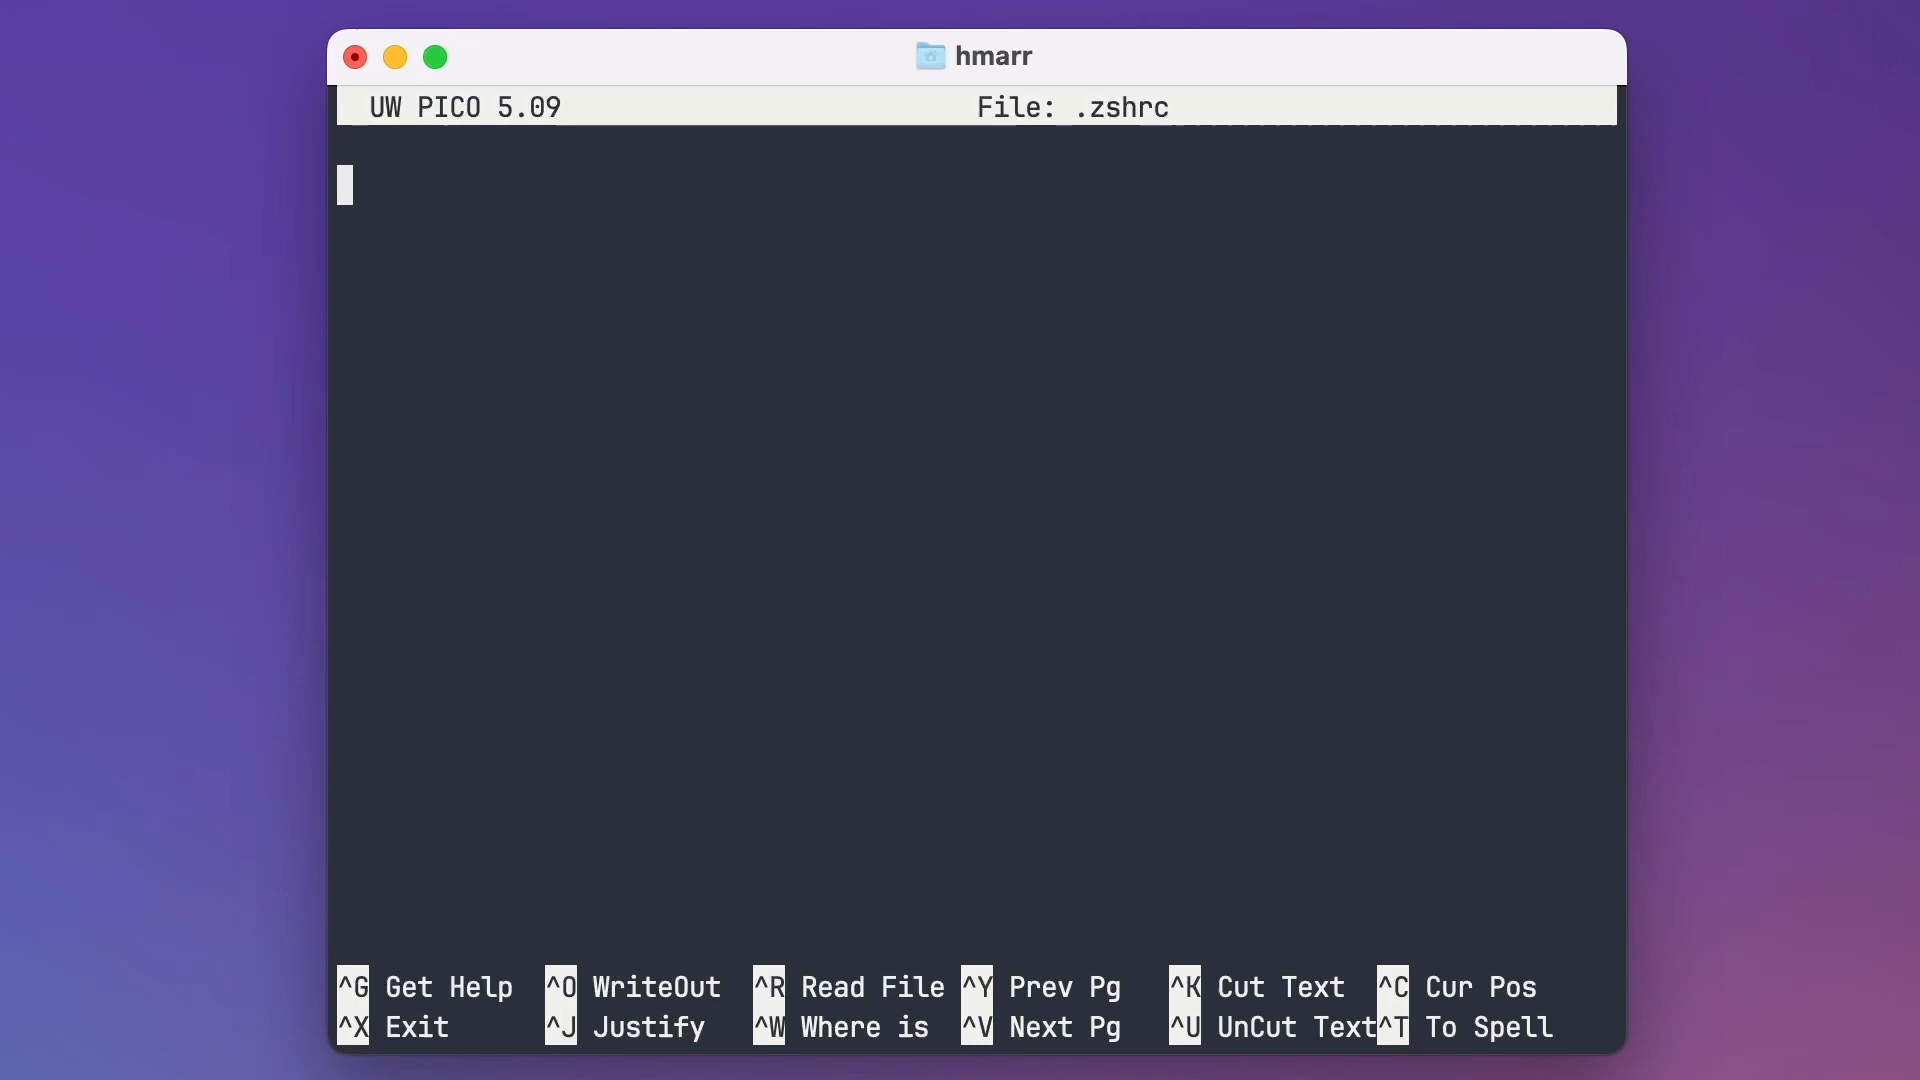 hmarr
UW PICO 5.09 File: .zshrc
^G Get Help ^O WriteOut ^R Read File ^Y Prev Pg ^K Cut Text ^C Cur Pos
^X Exit ^J Justify ^W Where is ^V Next Pg ^U UnCut Text ^T To Spell